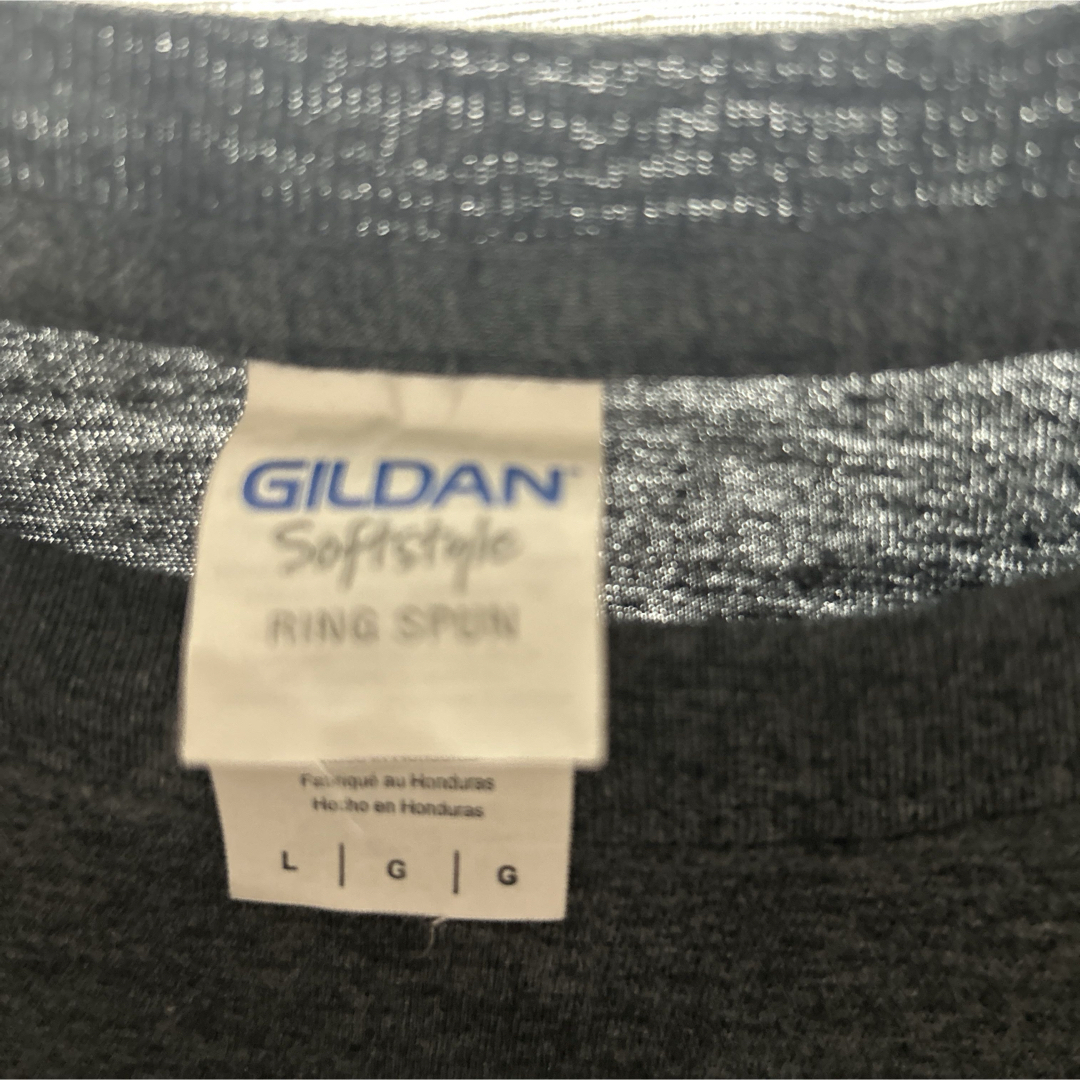 GILDAN
Softstyle
RING SPUN
Fabriqué au Honduras
Hecho en Honduras
L | G | G